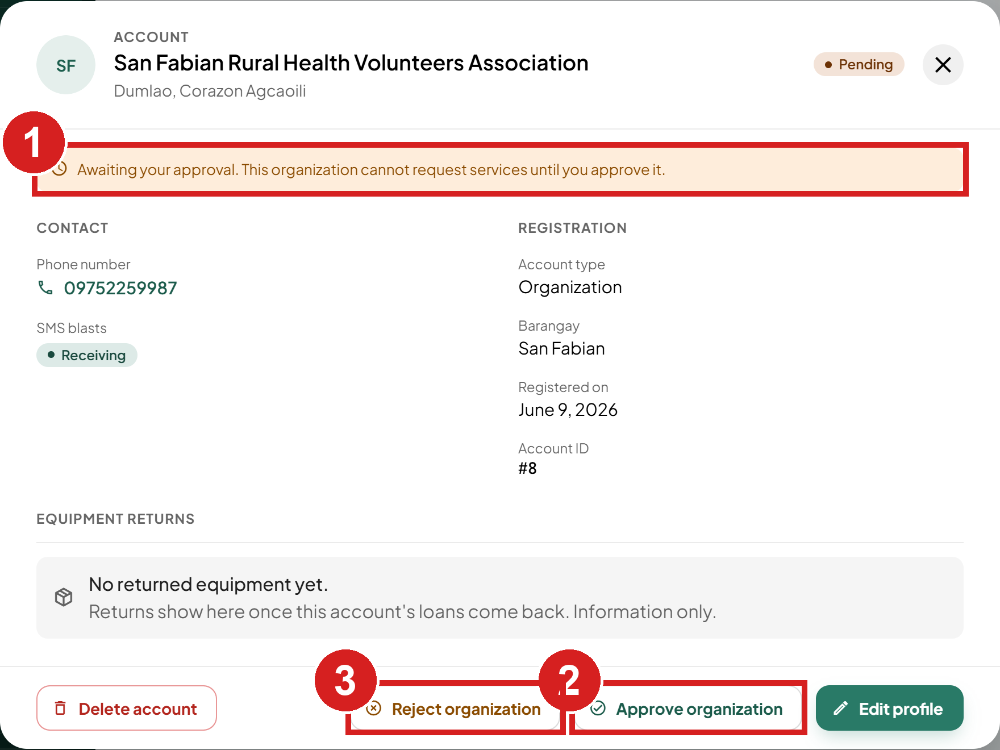 SF
ACCOUNT
San Fabian Rural Health Volunteers Association
Dumlao, Corazon Agcaoili
Pending
1
Awaiting your approval. This organization cannot request services until you approve it.
CONTACT
Phone number
09752259987
SMS blasts
Receiving
REGISTRATION
Account type
Organization
Barangay
San Fabian
Registered on
June 9, 2026
Account ID
#8
EQUIPMENT RETURNS
No returned equipment yet.
Returns show here once this account's loans come back. Information only.
Delete account
3
Reject organization
2
Approve organization
Edit profile